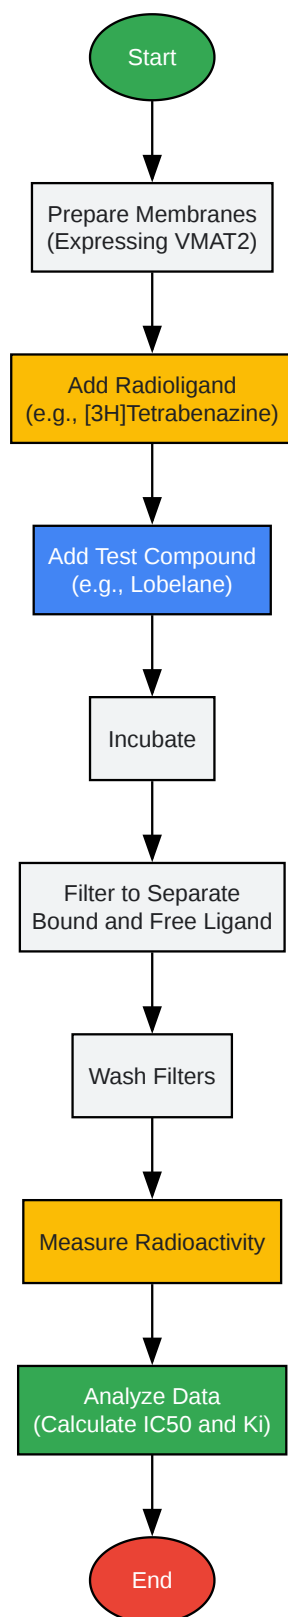 Start
Prepare Membranes
(Expressing VMAT2)
Add Radioligand
(e.g., [3H]Tetrabenazine)
Add Test Compound
(e.g., Lobelane)
Incubate
Filter to Separate
Bound and Free Ligand
Wash Filters
Measure Radioactivity
Analyze Data
(Calculate IC50 and Ki)
End